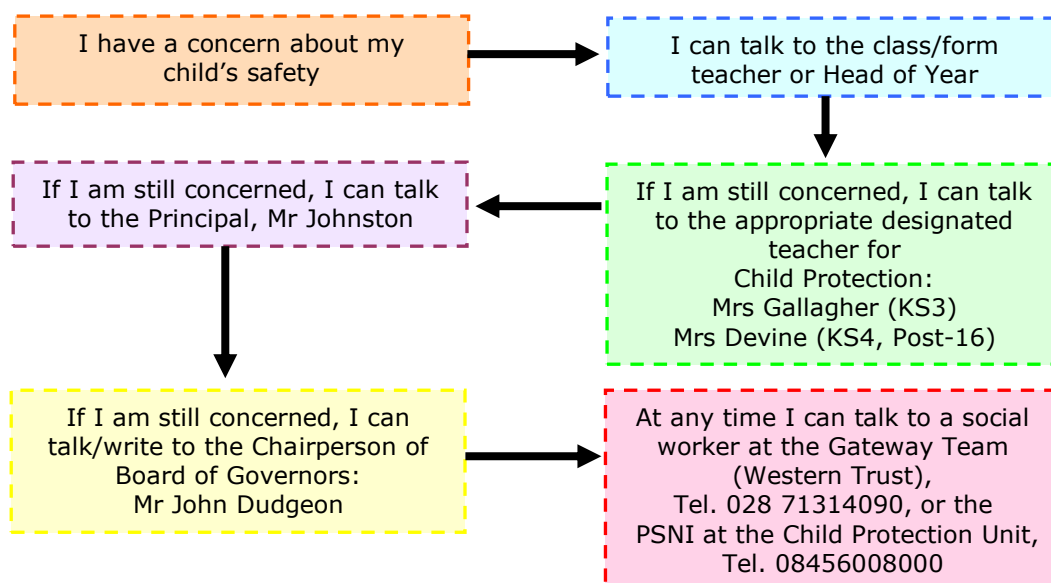 I have a concern about my
child's safety
I can talk to the class/form
teacher or Head of Year
If I am still concerned, I can talk
to the appropriate designated
teacher for
Child Protection:
Mrs Gallagher (KS3)
Mrs Devine (KS4, Post-16)
If I am still concerned, I can talk
to the Principal, Mr Johnston
If I am still concerned, I can
talk/write to the Chairperson of
Board of Governors:
Mr John Dudgeon
At any time I can talk to a social
worker at the Gateway Team
(Western Trust),
Tel. 028 71314090, or the
PSNI at the Child Protection Unit,
Tel. 08456008000